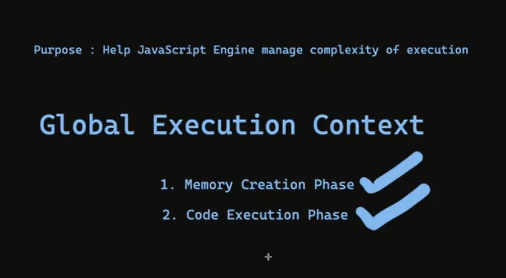 Purpose : Help JavaScript Engine manage complexity of execution
Global Execution Context
1. Memory Creation Phase
2. Code Execution Phase